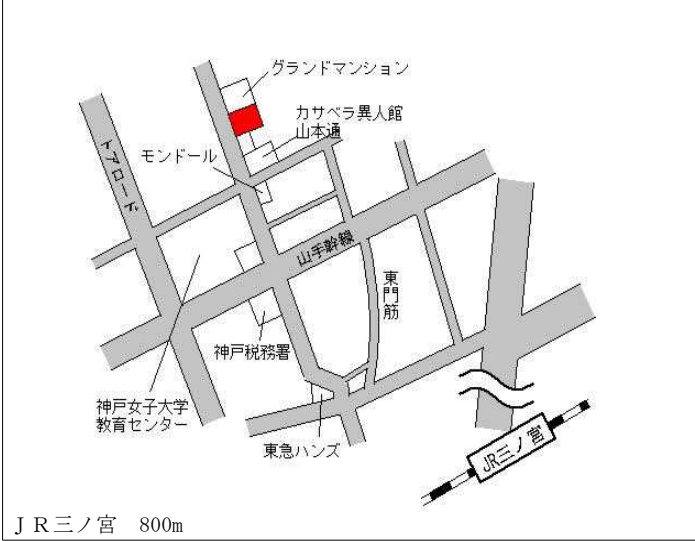 グランドマンション
カサベラ異人館
山本通
モンドール
トアロード
山手幹線
東門筋
神戸税務署
神戸女子大学
教育センター
東急ハンズ
JR三ノ宮
ＪＲ三ノ宮　800m